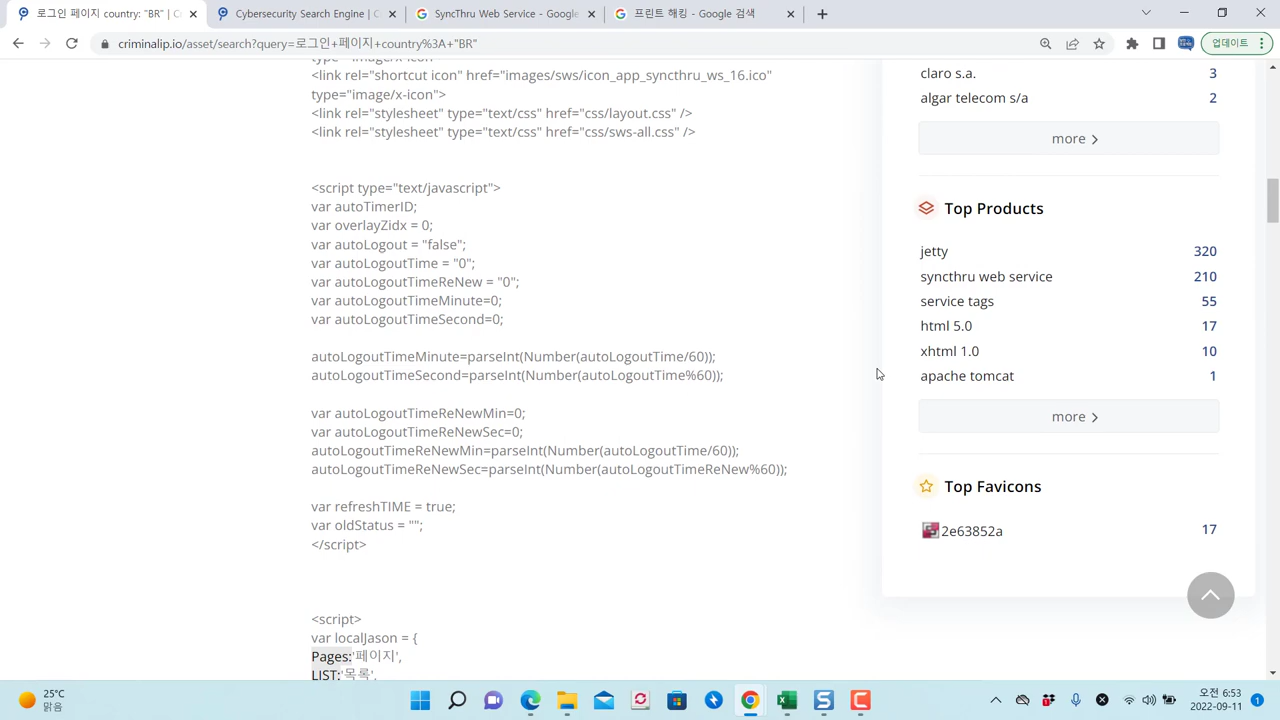 로그인 페이지 country: "BR" | C
Cybersecurity Search Engine | C
SyncThru Web Service - Google
프린트 해킹 - Google 검색
criminalip.io/asset/search?query=로그인+페이지+country%3A+"BR"
업데이트
type="image/x-icon"
<link rel="shortcut icon" href="images/sws/icon_app_syncthru_ws_16.ico"
type="image/x-icon">
<link rel="stylesheet" type="text/css" href="css/layout.css" />
<link rel="stylesheet" type="text/css" href="css/sws-all.css" />
<script type="text/javascript">
var autoTimerID;
var overlayZidx = 0;
var autoLogout = "false";
var autoLogoutTime = "0";
var autoLogoutTimeReNew = "0";
var autoLogoutTimeMinute=0;
var autoLogoutTimeSecond=0;
autoLogoutTimeMinute=parseInt(Number(autoLogoutTime/60));
autoLogoutTimeSecond=parseInt(Number(autoLogoutTime%60));
var autoLogoutTimeReNewMin=0;
var autoLogoutTimeReNewSec=0;
autoLogoutTimeReNewMin=parseInt(Number(autoLogoutTime/60));
autoLogoutTimeReNewSec=parseInt(Number(autoLogoutTimeReNew%60));
var refreshTIME = true;
var oldStatus = "";
</script>
<script>
var localJason = {
Pages:'페이지',
LIST:'목록',
claro s.a. 3
algar telecom s/a 2
more
Top Products
jetty 320
syncthru web service 210
service tags 55
html 5.0 17
xhtml 1.0 10
apache tomcat 1
more
Top Favicons
2e63852a 17
25°C
맑음
오전 6:53
2022-09-11